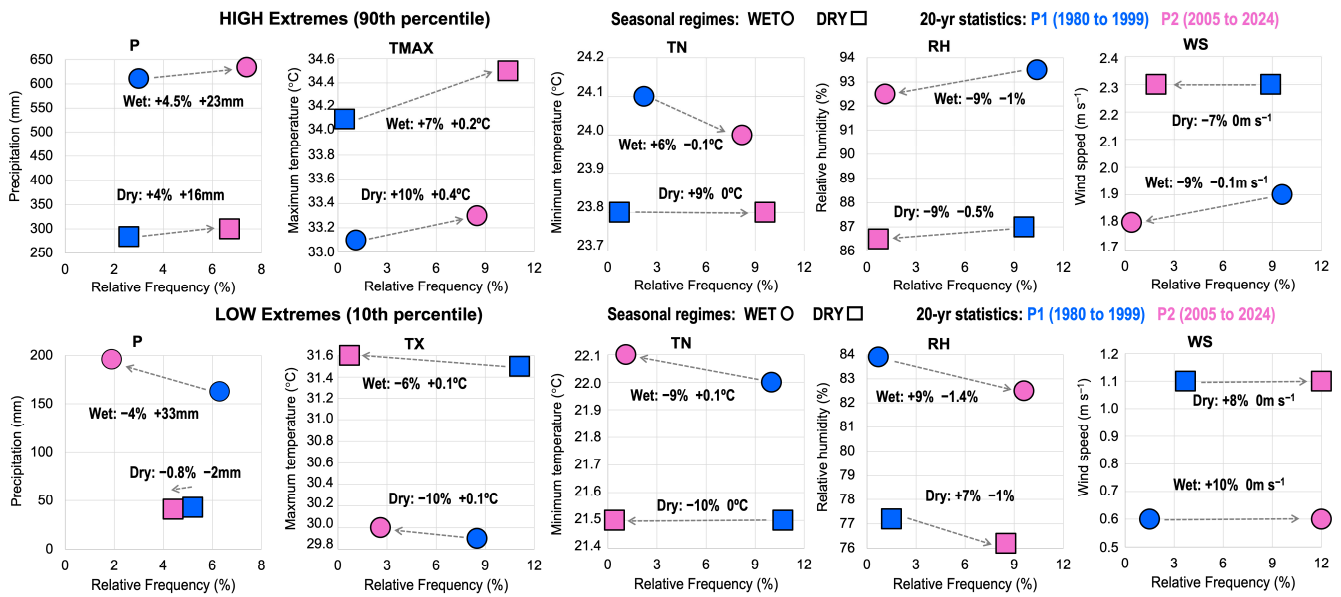 HIGH Extremes (90th percentile) Seasonal regimes: WET DRY 20-yr statistics: P1 (1980 to 1999) P2 (2005 to 2024)
P
Precipitation (mm)
650
600
550
500
450
400
350
300
250
Wet: +4.5% +23mm
Dry: +4% +16mm
0 2 4 6 8
Relative Frequency (%)
TMAX
Maximum temperature (°C)
34.6
34.4
34.2
34.0
33.8
33.6
33.4
33.2
33.0
Wet: +7% +0.2ºC
Dry: +10% +0.4ºC
0 3 6 9 12
Relative Frequency (%)
TN
Minimum temperature (°C)
24.2
24.1
24.0
23.9
23.8
23.7
Wet: +6% −0.1ºC
Dry: +9% 0ºC
0 3 6 9 12
Relative Frequency (%)
RH
Relative humidity (%)
94
93
92
91
90
89
88
87
86
Wet: −9% −1%
Dry: −9% −0.5%
0 3 6 9 12
Relative Frequency (%)
WS
Wind spped (m s⁻¹)
2.4
2.3
2.2
2.1
2.0
1.9
1.8
1.7
Dry: −7% 0m s⁻¹
Wet: −9% −0.1m s⁻¹
0 3 6 9 12
Relative Frequency (%)
LOW Extremes (10th percentile) Seasonal regimes: WET DRY 20-yr statistics: P1 (1980 to 1999) P2 (2005 to 2024)
P
Precipitation (mm)
200
150
100
50
0
Wet: −4% +33mm
Dry: −0.8% −2mm
0 2 4 6 8
Relative Frequency (%)
TX
Maxmum temperature (°C)
31.6
31.4
31.2
31.0
30.8
30.6
30.4
30.2
30.0
29.8
Wet: −6% +0.1ºC
Dry: −10% +0.1ºC
0 3 6 9 12
Relative Frequency (%)
TN
Minimum temperature (°C)
22.1
22.0
21.9
21.8
21.7
21.6
21.5
21.4
Wet: −9% +0.1ºC
Dry: −10% 0ºC
0 3 6 9 12
Relative Frequency (%)
RH
Relative humidity (%)
84
83
82
81
80
79
78
77
76
Wet: +9% −1.4%
Dry: +7% −1%
0 3 6 9 12
Relative Frequency (%)
WS
Wind speed (m s⁻¹)
1.2
1.1
1.0
0.9
0.8
0.7
0.6
0.5
Dry: +8% 0m s⁻¹
Wet: +10% 0m s⁻¹
0 3 6 9 12
Relative Frequency (%)